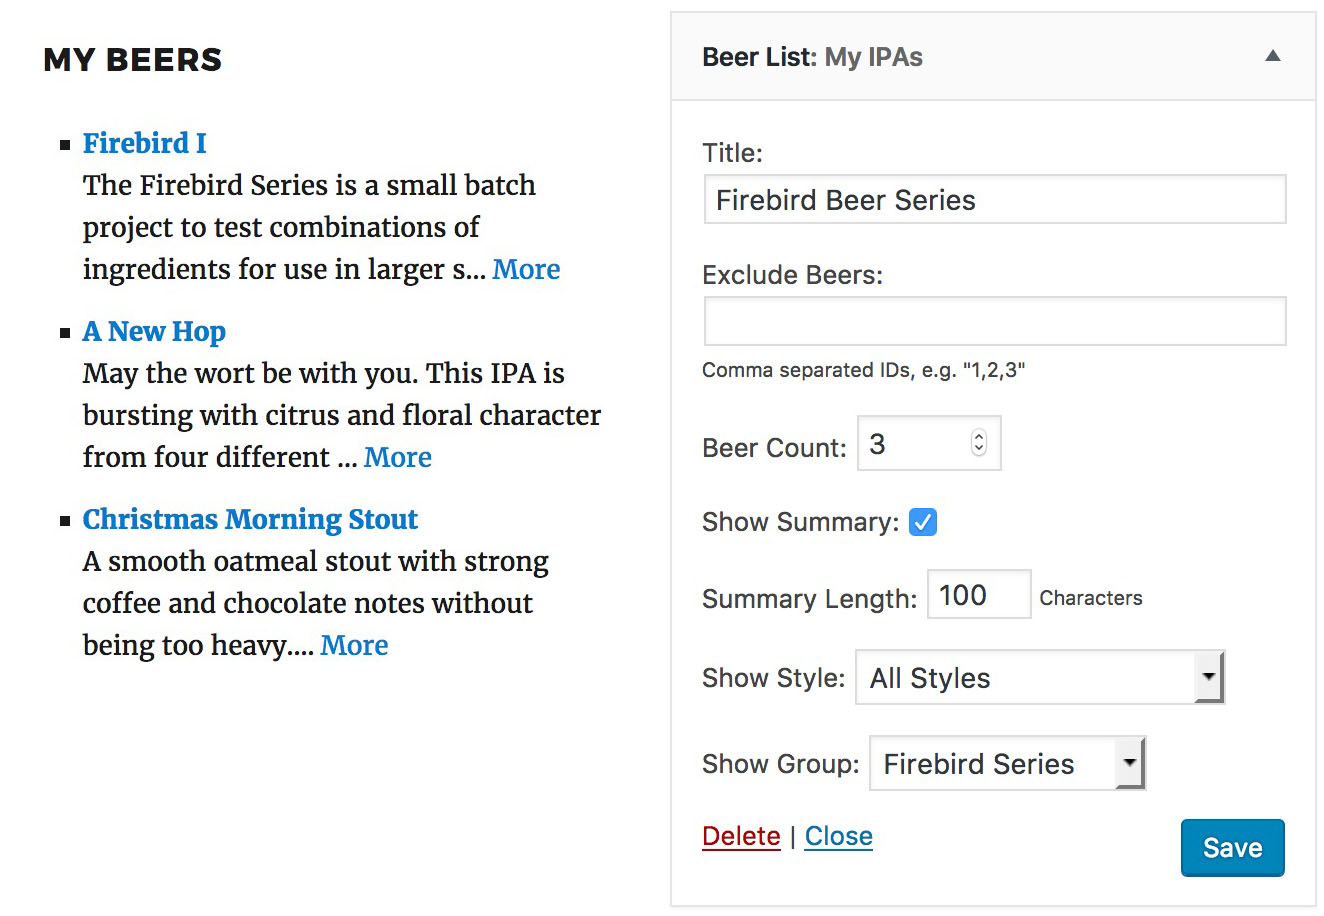 MY BEERS
Firebird I
The Firebird Series is a small batch
project to test combinations of
ingredients for use in larger s... More
A New Hop
May the wort be with you. This IPA is
bursting with citrus and floral character
from four different ... More
Christmas Morning Stout
A smooth oatmeal stout with strong
coffee and chocolate notes without
being too heavy.... More
Beer List: My IPAs
Title:
Firebird Beer Series
Exclude Beers:
Comma separated IDs, e.g. "1,2,3"
Beer Count: 3
Show Summary:
Summary Length: 100 Characters
Show Style: All Styles
Show Group: Firebird Series
Delete | Close
Save